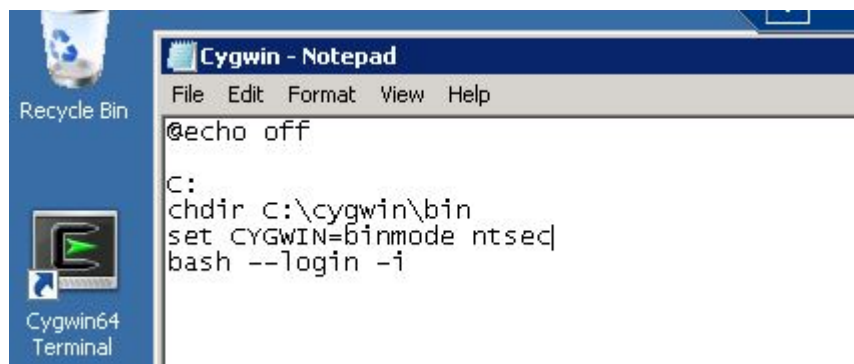 Recycle Bin
Cygwin - Notepad
File Edit Format View Help
@echo off
C:
chdir C:\cygwin\bin
set CYGWIN=binmode ntsec
bash --login -i
Cygwin64
Terminal